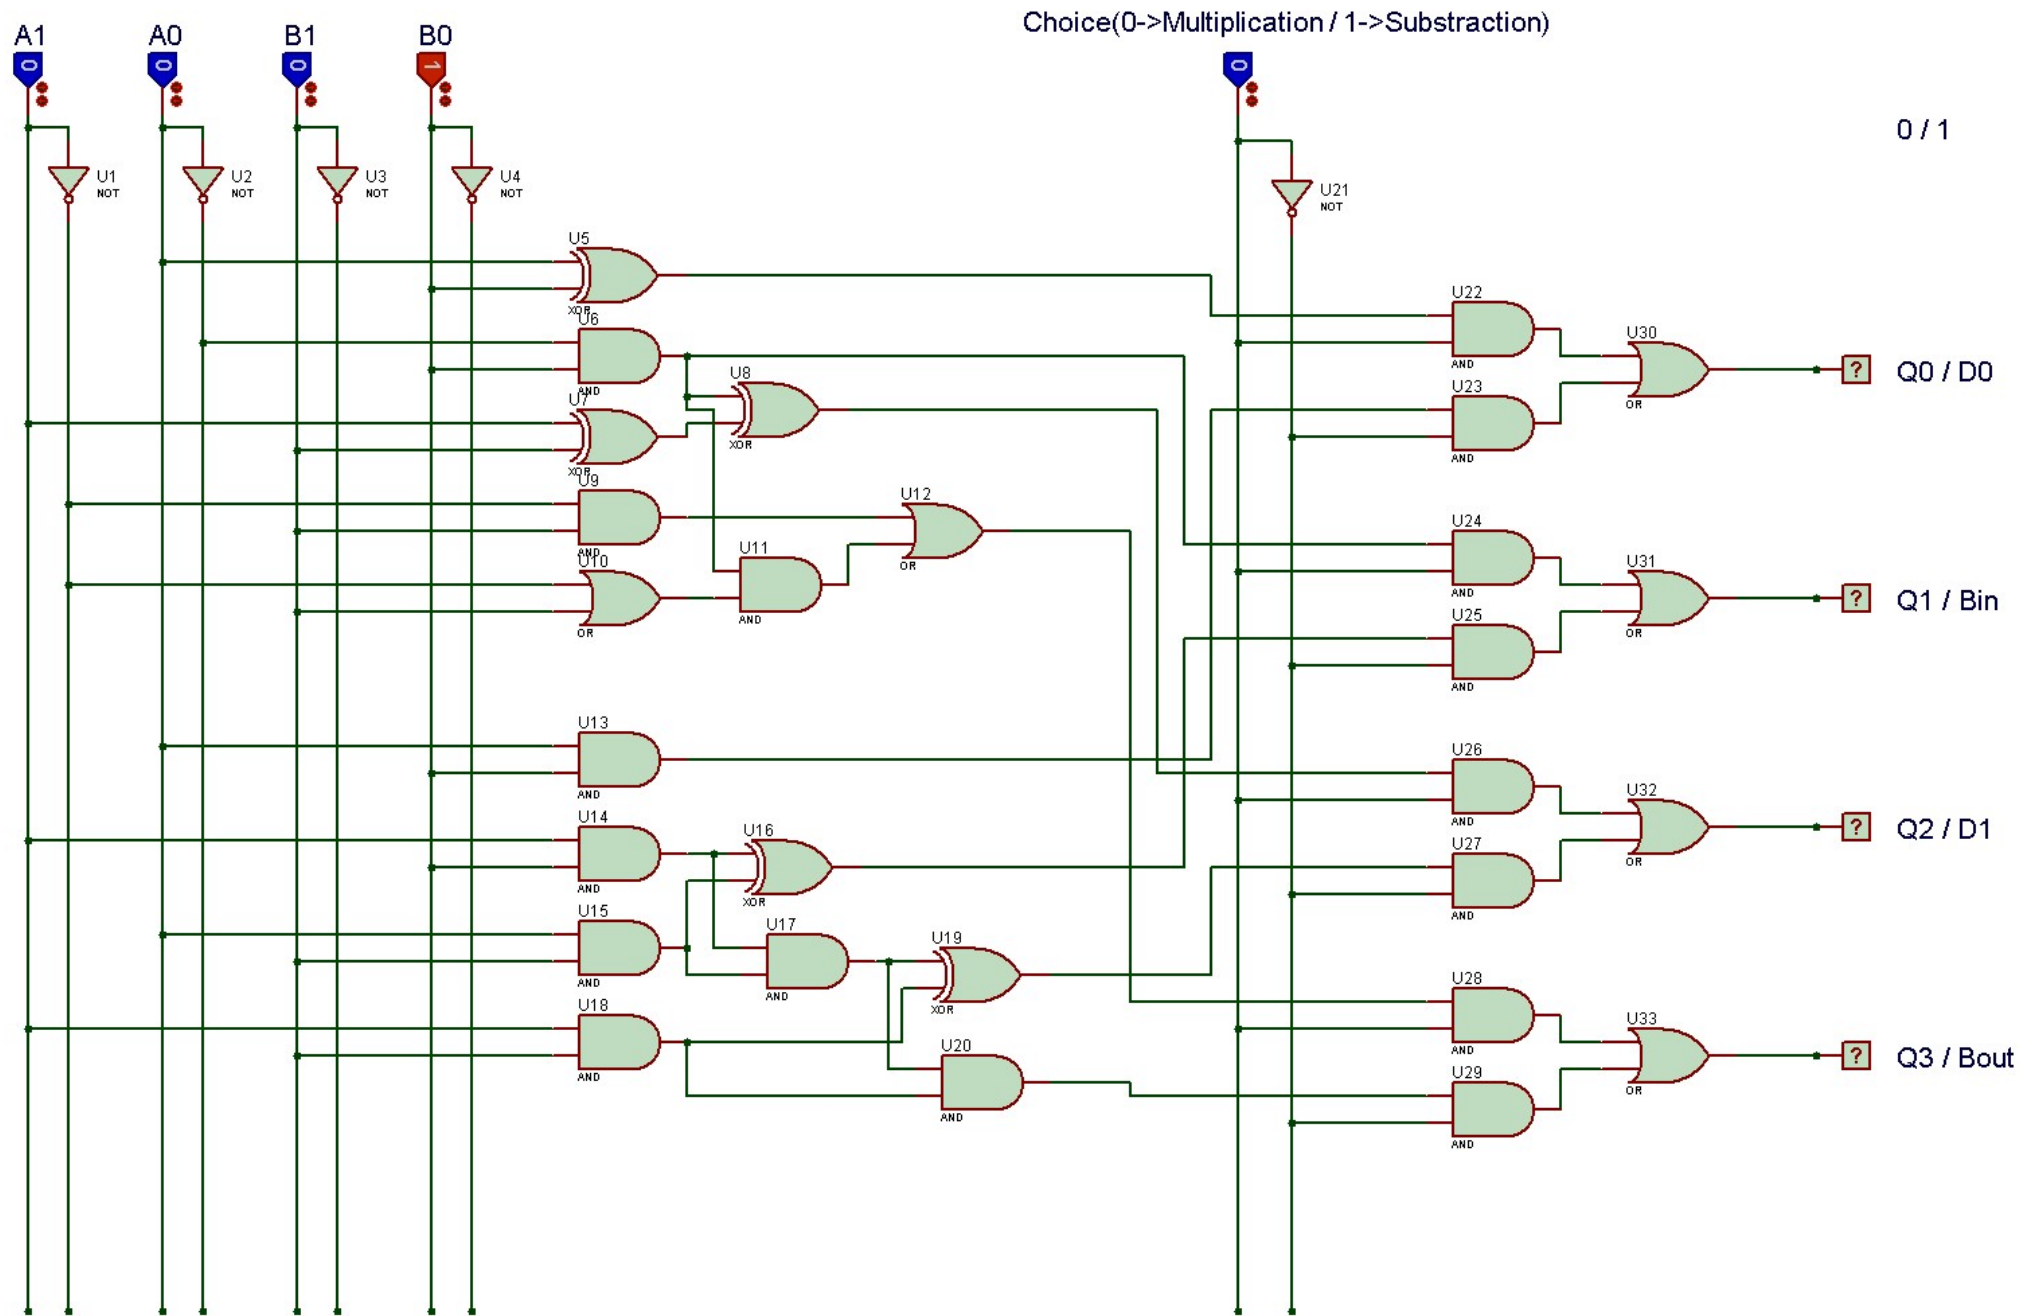 Choice(0->Multiplication / 1->Substraction)
A1 A0 B1 B0
0 0 0 1 0
0 / 1
U1 NOT
U2 NOT
U3 NOT
U4 NOT
U21 NOT
U5
XOR
U6
AND
U7
XOR
U8
XOR
U9
AND
U10
OR
U11
AND
U12
OR
U13
AND
U14
AND
U15
AND
U16
XOR
U17
AND
U18
AND
U19
XOR
U20
AND
U22
AND
U23
AND
U30
OR
? Q0 / D0
U24
AND
U25
AND
U31
OR
? Q1 / Bin
U26
AND
U27
AND
U32
OR
? Q2 / D1
U28
AND
U29
AND
U33
OR
? Q3 / Bout